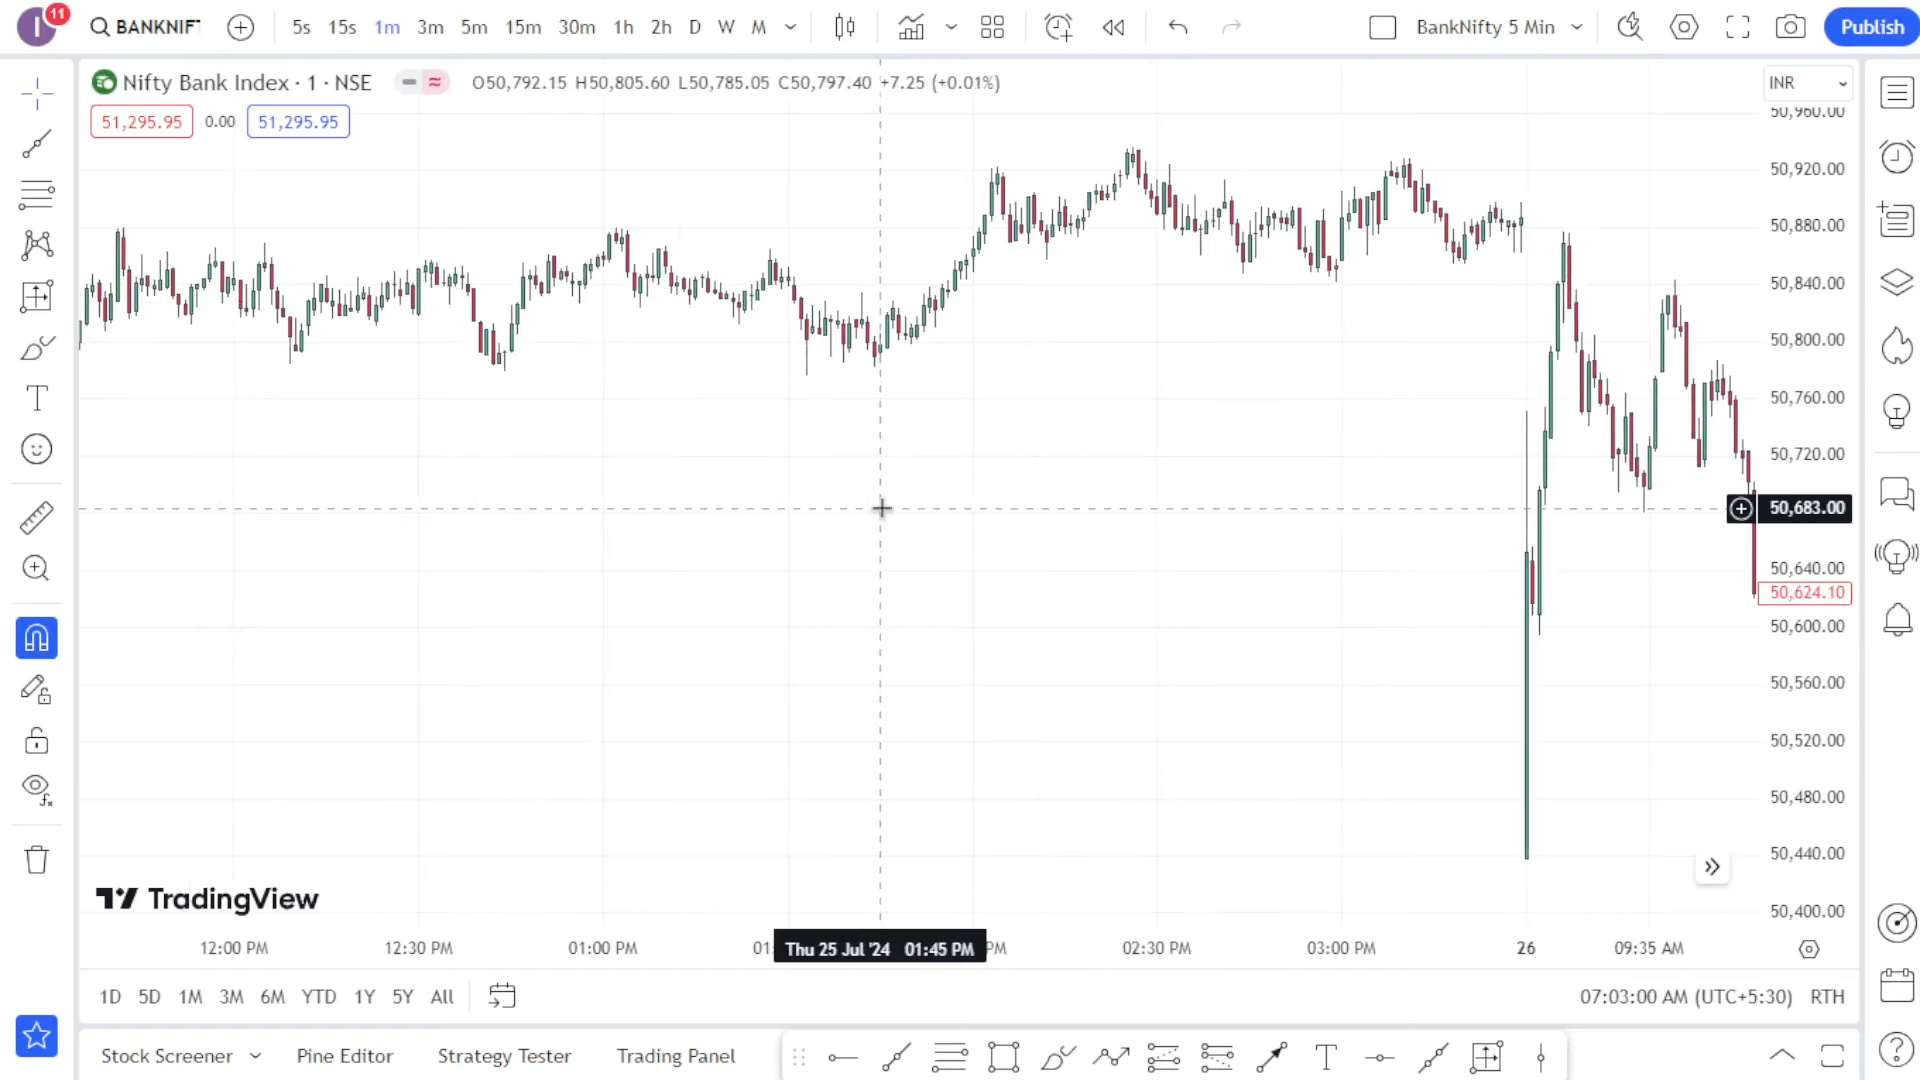 I 11 BANKNIFT 5s 15s 1m 3m 5m 15m 30m 1h 2h D W M BankNifty 5 Min Publish
Nifty Bank Index · 1 · NSE O50,792.15 H50,805.60 L50,785.05 C50,797.40 +7.25 (+0.01%) INR
51,295.95 0.00 51,295.95
50,960.00
50,920.00
50,880.00
50,840.00
50,800.00
50,760.00
50,720.00
50,683.00
50,640.00
50,624.10
50,600.00
50,560.00
50,520.00
50,480.00
50,440.00
50,400.00
TradingView
12:00 PM 12:30 PM 01:00 PM 01: Thu 25 Jul '24 01:45 PM PM 02:30 PM 03:00 PM 26 09:35 AM
1D 5D 1M 3M 6M YTD 1Y 5Y All 07:03:00 AM (UTC+5:30) RTH
Stock Screener Pine Editor Strategy Tester Trading Panel